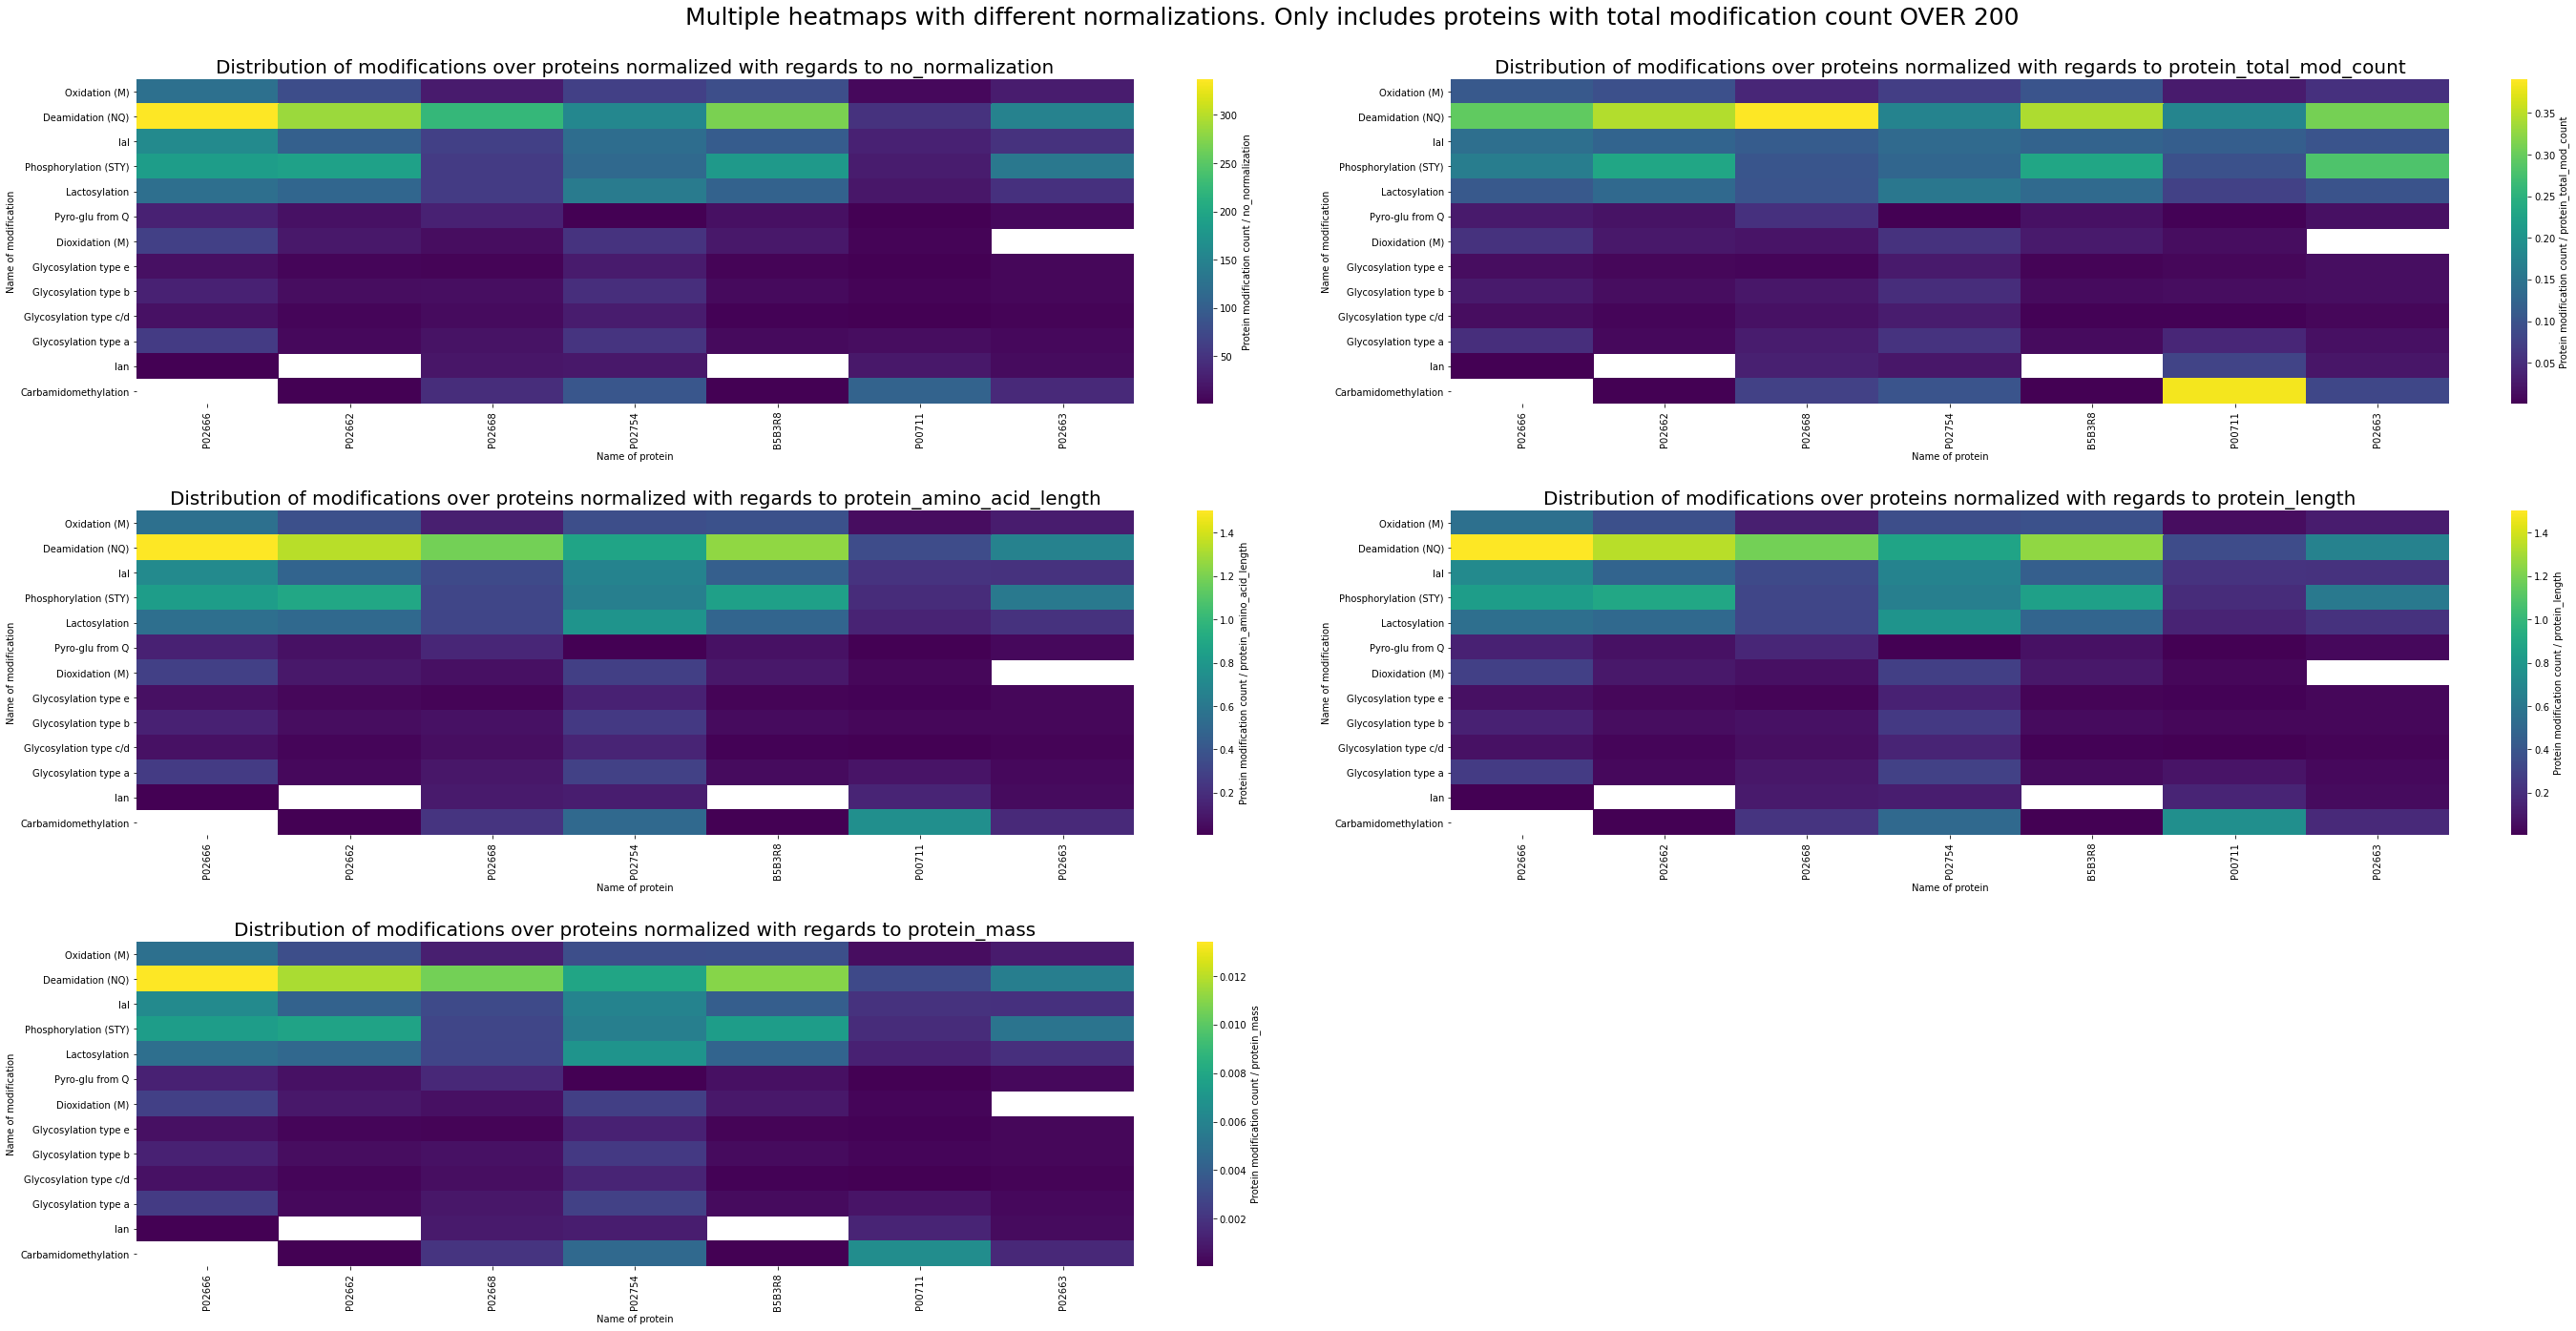 Multiple heatmaps with different normalizations. Only includes proteins with total modification count OVER 200
Distribution of modifications over proteins normalized with regards to no_normalization
Name of modification
Oxidation (M)
Deamidation (NQ)
lal
Phosphorylation (STY)
Lactosylation
Pyro-glu from Q
Dioxidation (M)
Glycosylation type e
Glycosylation type b
Glycosylation type c/d
Glycosylation type a
lan
Carbamidomethylation
P02666
P02662
P02668
P02754
B5B3R8
P00711
P02663
Name of protein
300
250
200
150
100
50
Protein modification count / no_normalization
Distribution of modifications over proteins normalized with regards to protein_total_mod_count
Name of modification
Oxidation (M)
Deamidation (NQ)
lal
Phosphorylation (STY)
Lactosylation
Pyro-glu from Q
Dioxidation (M)
Glycosylation type e
Glycosylation type b
Glycosylation type c/d
Glycosylation type a
lan
Carbamidomethylation
P02666
P02662
P02668
P02754
B5B3R8
P00711
P02663
Name of protein
0.35
0.30
0.25
0.20
0.15
0.10
0.05
Protein modification count / protein_total_mod_count
Distribution of modifications over proteins normalized with regards to protein_amino_acid_length
Name of modification
Oxidation (M)
Deamidation (NQ)
lal
Phosphorylation (STY)
Lactosylation
Pyro-glu from Q
Dioxidation (M)
Glycosylation type e
Glycosylation type b
Glycosylation type c/d
Glycosylation type a
lan
Carbamidomethylation
P02666
P02662
P02668
P02754
B5B3R8
P00711
P02663
Name of protein
1.4
1.2
1.0
0.8
0.6
0.4
0.2
Protein modification count / protein_amino_acid_length
Distribution of modifications over proteins normalized with regards to protein_length
Name of modification
Oxidation (M)
Deamidation (NQ)
lal
Phosphorylation (STY)
Lactosylation
Pyro-glu from Q
Dioxidation (M)
Glycosylation type e
Glycosylation type b
Glycosylation type c/d
Glycosylation type a
lan
Carbamidomethylation
P02666
P02662
P02668
P02754
B5B3R8
P00711
P02663
Name of protein
1.4
1.2
1.0
0.8
0.6
0.4
0.2
Protein modification count / protein_length
Distribution of modifications over proteins normalized with regards to protein_mass
Name of modification
Oxidation (M)
Deamidation (NQ)
lal
Phosphorylation (STY)
Lactosylation
Pyro-glu from Q
Dioxidation (M)
Glycosylation type e
Glycosylation type b
Glycosylation type c/d
Glycosylation type a
lan
Carbamidomethylation
P02666
P02662
P02668
P02754
B5B3R8
P00711
P02663
Name of protein
0.012
0.010
0.008
0.006
0.004
0.002
Protein modification count / protein_mass